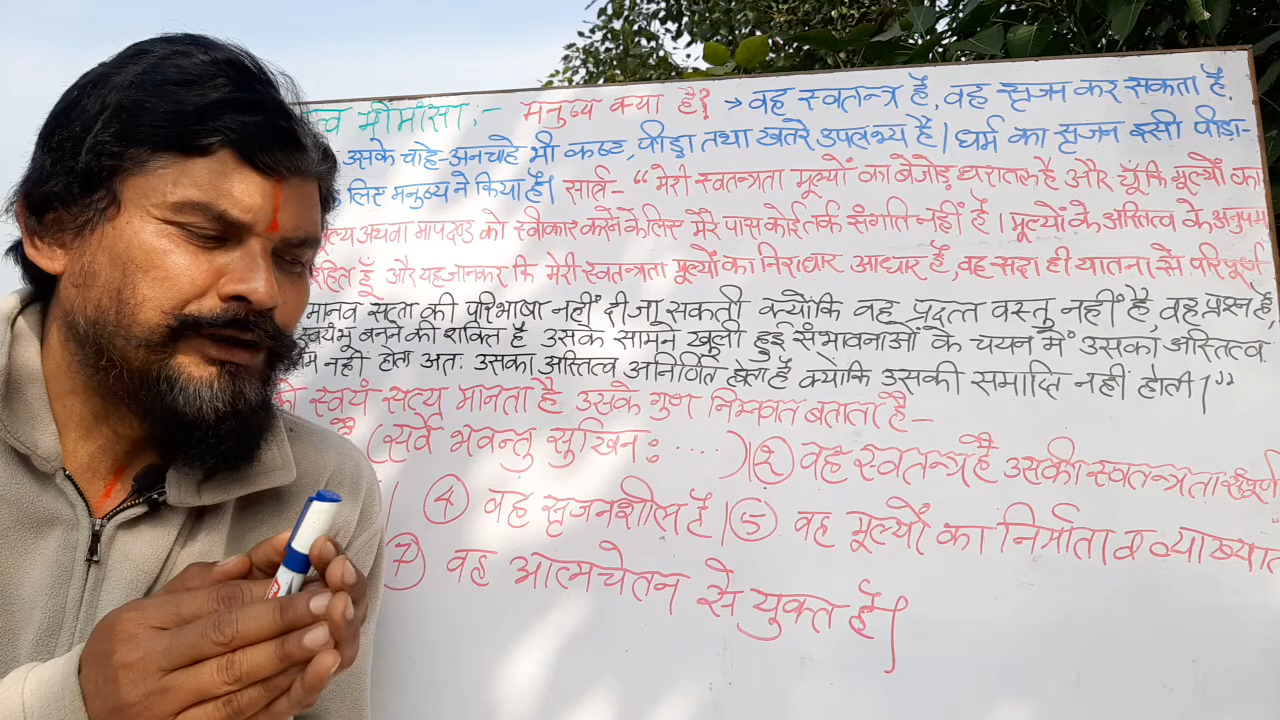 मीमांसा :- मनुष्य क्या है? → वह स्वतन्त्र है, वह सृजन कर सकता है,
उसके चाहे-अनचाहे भी कष्ट, पीड़ा तथा खतरे उपलभ्य है। धर्म का सृजन इसी पीड़ा-
लिए मनुष्य ने किया है। सार्त्र- "मेरी स्वतन्त्रता मूल्यों का बेजोड़ धरातल है और चूँकि मूल्यों
अथवा मापदण्ड को स्वीकार करने के लिए मेरे पास कोई तर्क संगति नहीं है। मूल्यों के अस्तित्व के अनुपम
हूँ और यह जानकर कि मेरी स्वतन्त्रता मूल्यों का निराधार आधार है, वह सदा ही यातना से परिपूर्ण
मानव सत्ता की परिभाषा नहीं दी जा सकती क्योंकि वह प्रदत्त वस्तु नहीं है, वह प्रश्न है,
बनने की शक्ति है उसके सामने खुली हुई संभावनाओं के चयन में उसका अस्तित्व
नहीं होता अतः उसका अस्तित्व अनिर्णित होता है क्योंकि उसकी समाप्ति नहीं होती।"
को स्वयं सत्य मानता है उसके गुण निम्नवत बताता है-
(सर्वे भवन्तु सुखिनः ....)। ② वह स्वतन्त्र है उसकी स्वतन्त्रता
④ वह सृजनशील है। ⑤ वह मूल्यों का निर्माता व
⑦ वह आत्मचेतन से युक्त है।